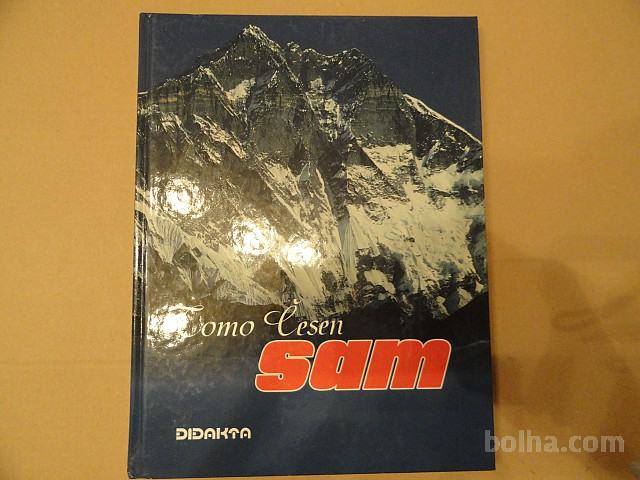 Tomo Česen
sam
DIDAKTA
bolha.com